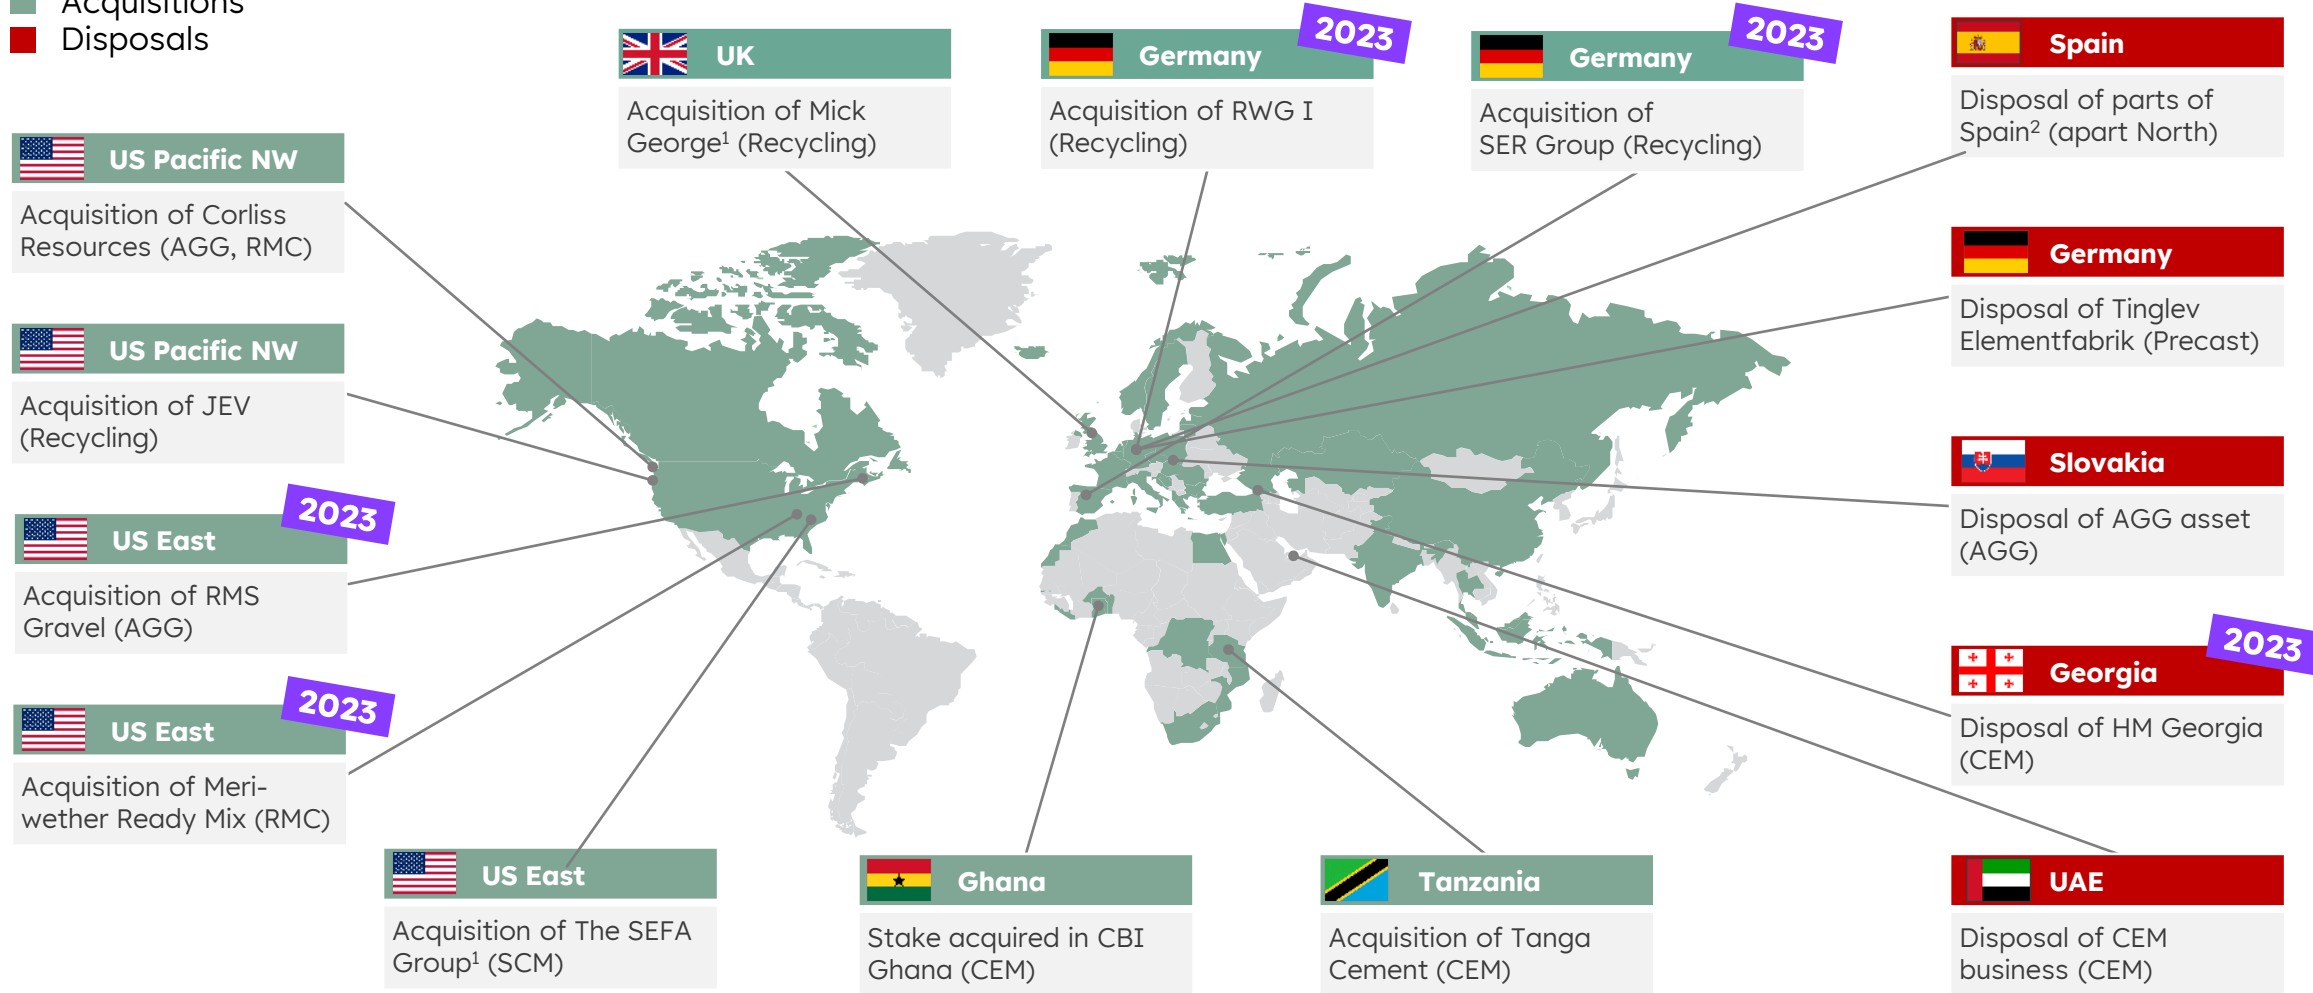 Acquisitions
Disposals
UK
Acquisition of Mick
George¹ (Recycling)
Germany
2023
Acquisition of RWG I
(Recycling)
Germany
2023
Acquisition of
SER Group (Recycling)
Spain
Disposal of parts of
Spain² (apart North)
US Pacific NW
Acquisition of Corliss
Resources (AGG, RMC)
Germany
Disposal of Tinglev
Elementfabrik (Precast)
US Pacific NW
Acquisition of JEV
(Recycling)
Slovakia
Disposal of AGG asset
(AGG)
US East
2023
Acquisition of RMS
Gravel (AGG)
Georgia
2023
Disposal of HM Georgia
(CEM)
US East
2023
Acquisition of Meri-
wether Ready Mix (RMC)
US East
Acquisition of The SEFA
Group¹ (SCM)
Ghana
Stake acquired in CBI
Ghana (CEM)
Tanzania
Acquisition of Tanga
Cement (CEM)
UAE
Disposal of CEM
business (CEM)